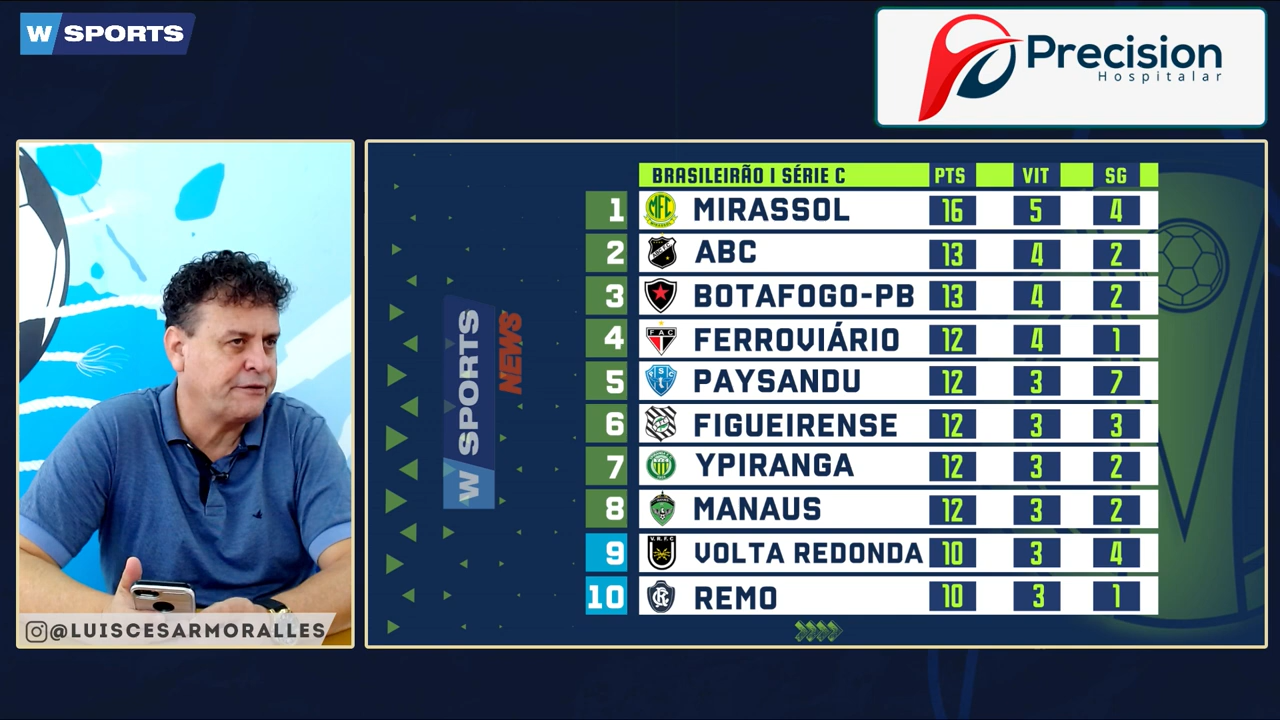 W SPORTS
Precision
Hospitalar
BRASILEIRÃO | SÉRIE C PTS VIT SG
1 MFC MIRASSOL 16 5 4
2 ABC 13 4 2
3 BOTAFOGO-PB 13 4 2
4 FAC FERROVIÁRIO 12 4 1
5 PSC PAYSANDU 12 3 7
6 FIGUEIRENSE 12 3 3
7 YPIRANGA 12 3 2
8 MANAUS 12 3 2
9 V.R.F.C VOLTA REDONDA 10 3 4
10 REMO 10 3 1
W SPORTS
NEWS
@LUISCESARMORALLES